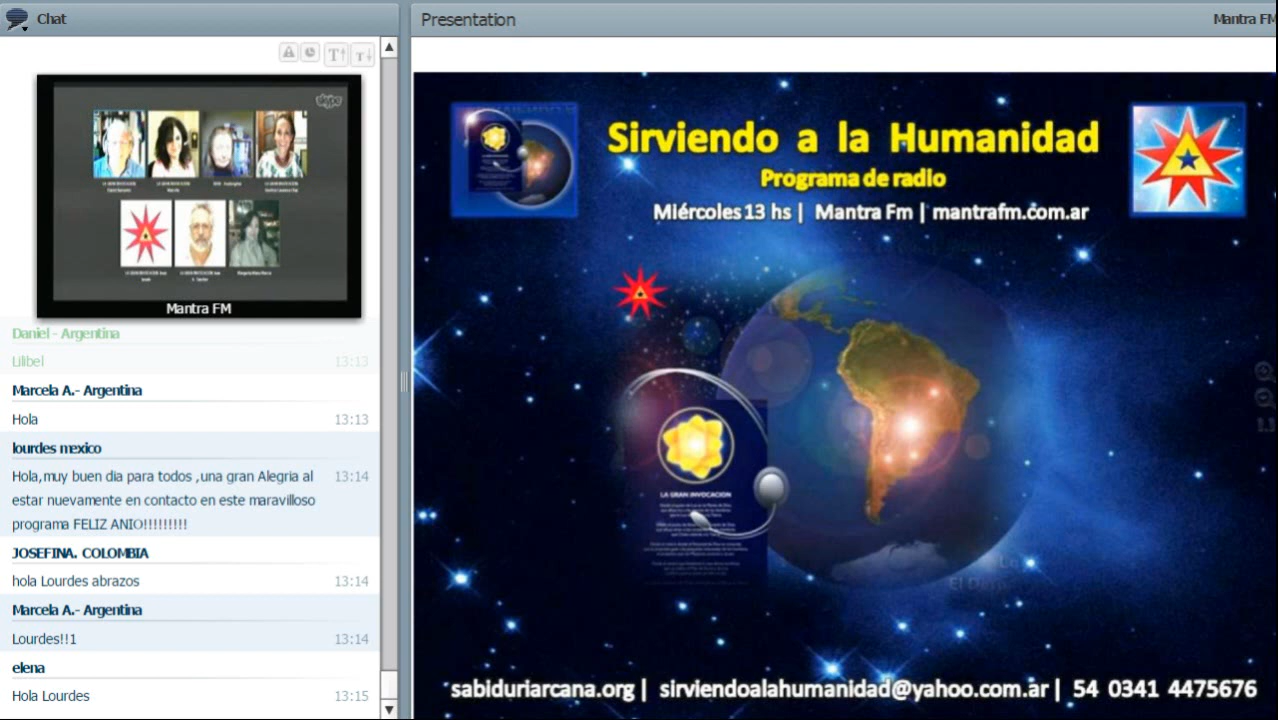 Chat
skype
Mantra FM
Daniel - Argentina
Lilibel 13:13
Marcela A.- Argentina
Hola 13:13
lourdes mexico
Hola,muy buen dia para todos ,una gran Alegria al 13:14
estar nuevamente en contacto en este maravilloso
programa FELIZ ANIO!!!!!!!!!
JOSEFINA. COLOMBIA
hola Lourdes abrazos 13:14
Marcela A.- Argentina
Lourdes!!1 13:14
elena
Hola Lourdes 13:15
Presentation
Mantra FM
Sirviendo a la Humanidad
Programa de radio
Miércoles 13 hs | Mantra Fm | mantrafm.com.ar
LA GRAN INVOCACION
sabiduriarcana.org | sirviendoalahumanidad@yahoo.com.ar | 54 0341 4475676